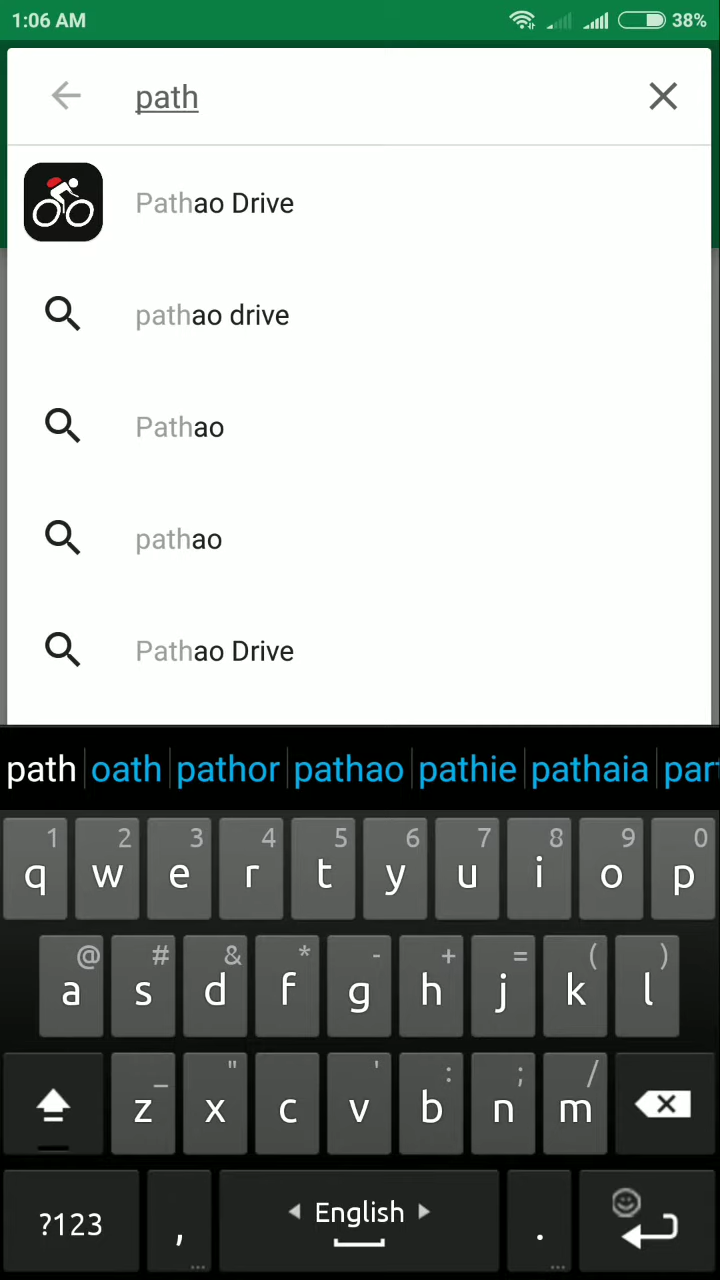 1:06 AM 38%
path
Pathao Drive
pathao drive
Pathao
pathao
Pathao Drive
path oath pathor pathao pathie pathaia par
1 2 3 4 5 6 7 8 9 0
q w e r t y u i o p
@ # & * - + = ( )
a s d f g h j k l
_ " ' : ; /
z x c v b n m
?123 , English .